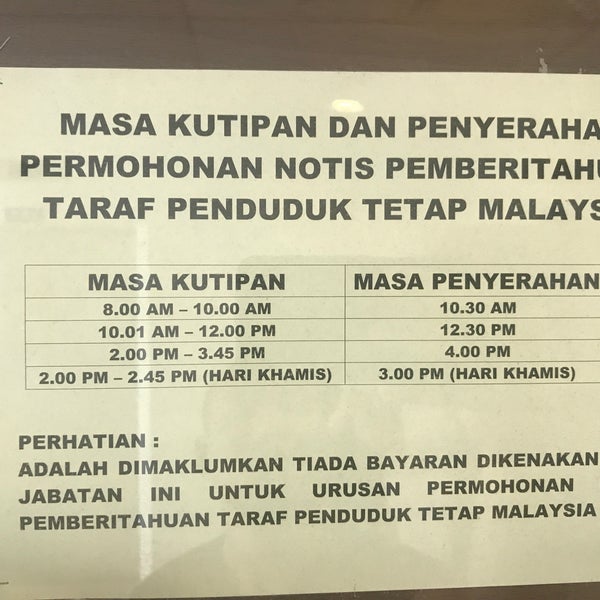 MASA KUTIPAN DAN PENYERAHA
PERMOHONAN NOTIS PEMBERITAHU
TARAF PENDUDUK TETAP MALAYS
MASA KUTIPAN MASA PENYERAHAN
8.00 AM – 10.00 AM 10.30 AM
10.01 AM – 12.00 PM 12.30 PM
2.00 PM – 3.45 PM 4.00 PM
2.00 PM – 2.45 PM (HARI KHAMIS) 3.00 PM (HARI KHAMIS)
PERHATIAN :
ADALAH DIMAKLUMKAN TIADA BAYARAN DIKENAKAN
JABATAN INI UNTUK URUSAN PERMOHONAN
PEMBERITAHUAN TARAF PENDUDUK TETAP MALAYSIA